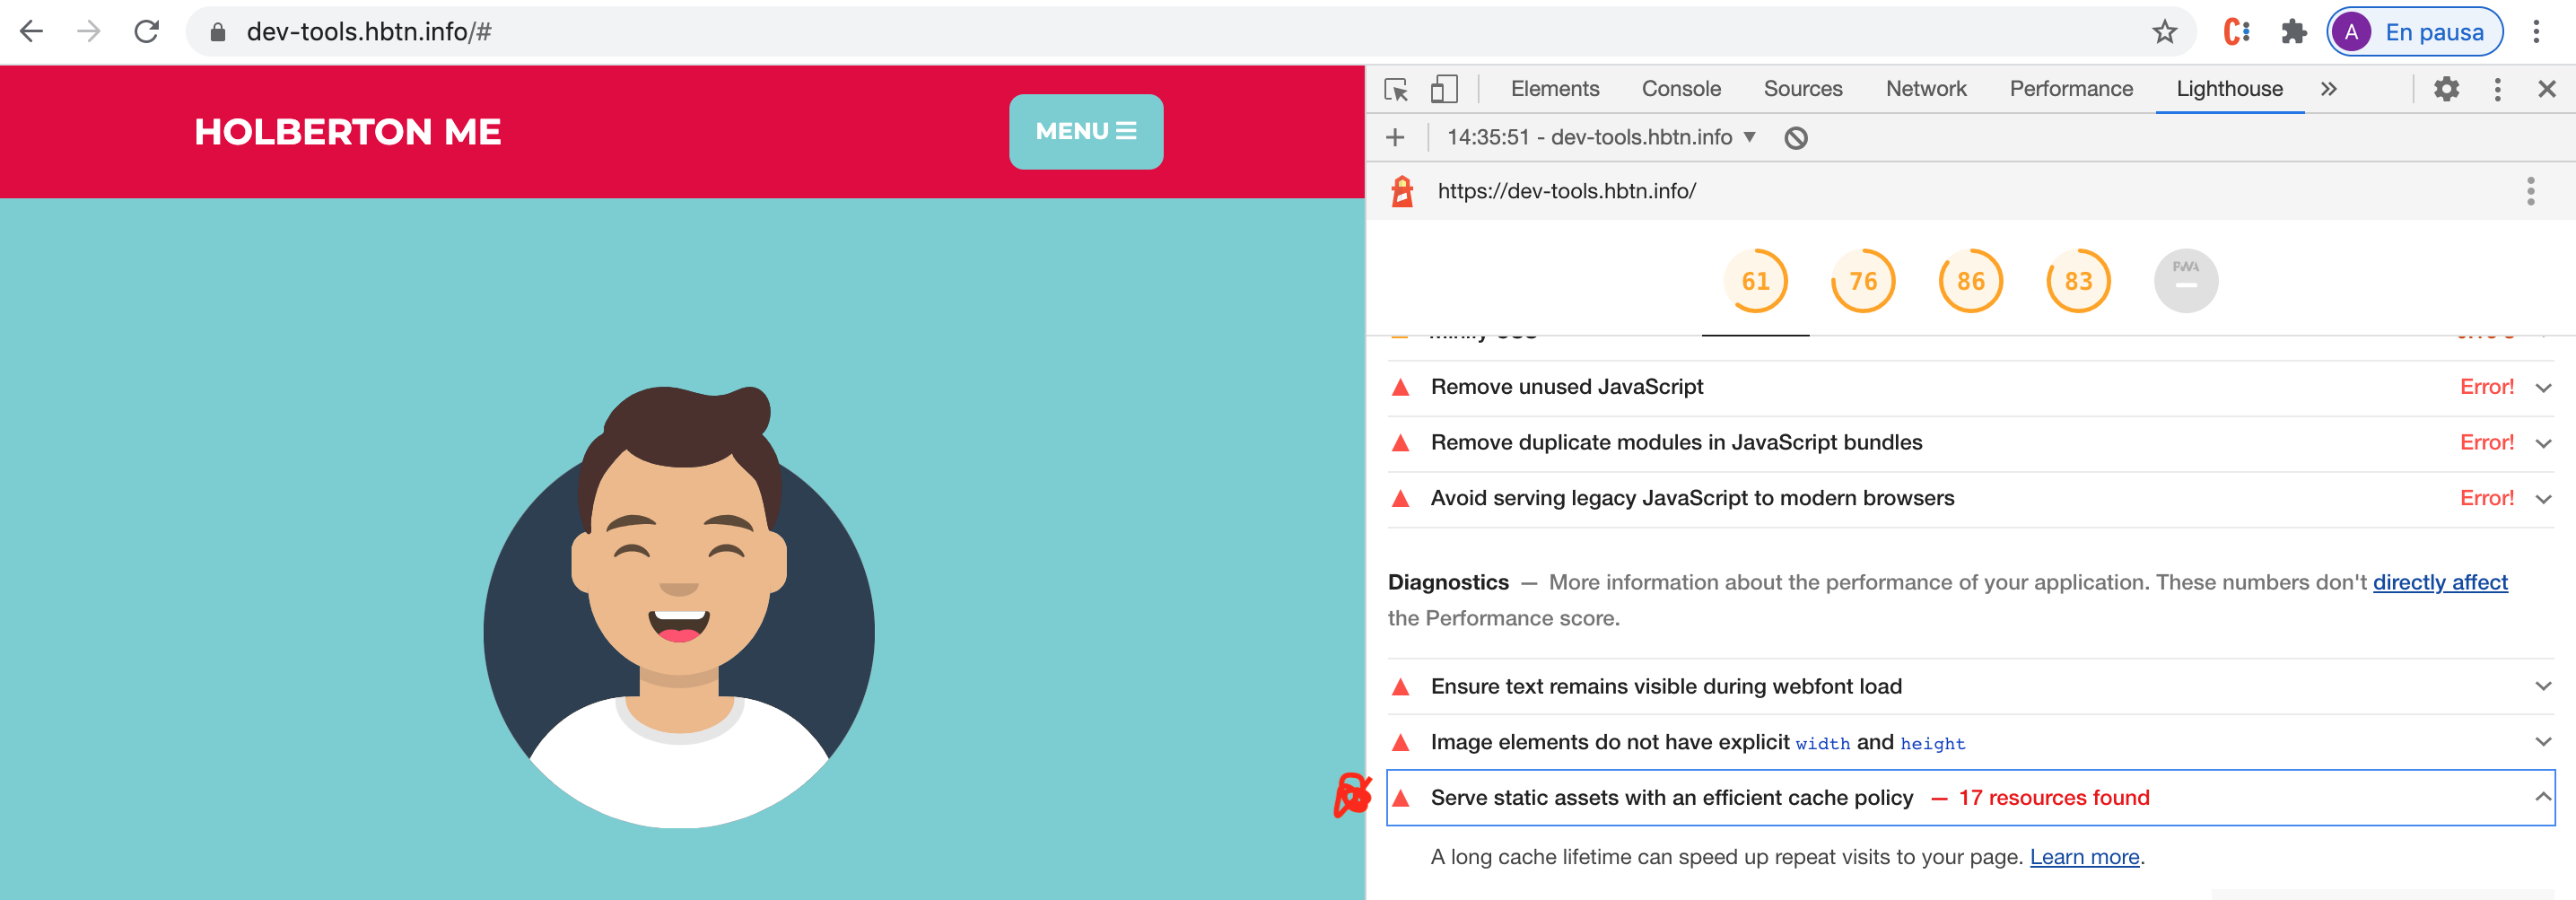 dev-tools.hbtn.info/#
A En pausa
HOLBERTON ME
MENU
Elements Console Sources Network Performance Lighthouse
14:35:51 - dev-tools.hbtn.info
https://dev-tools.hbtn.info/
61 76 86 83 PWA
Remove unused JavaScript Error!
Remove duplicate modules in JavaScript bundles Error!
Avoid serving legacy JavaScript to modern browsers Error!
Diagnostics — More information about the performance of your application. These numbers don't directly affect
the Performance score.
Ensure text remains visible during webfont load
Image elements do not have explicit width and height
Serve static assets with an efficient cache policy — 17 resources found
A long cache lifetime can speed up repeat visits to your page. Learn more.